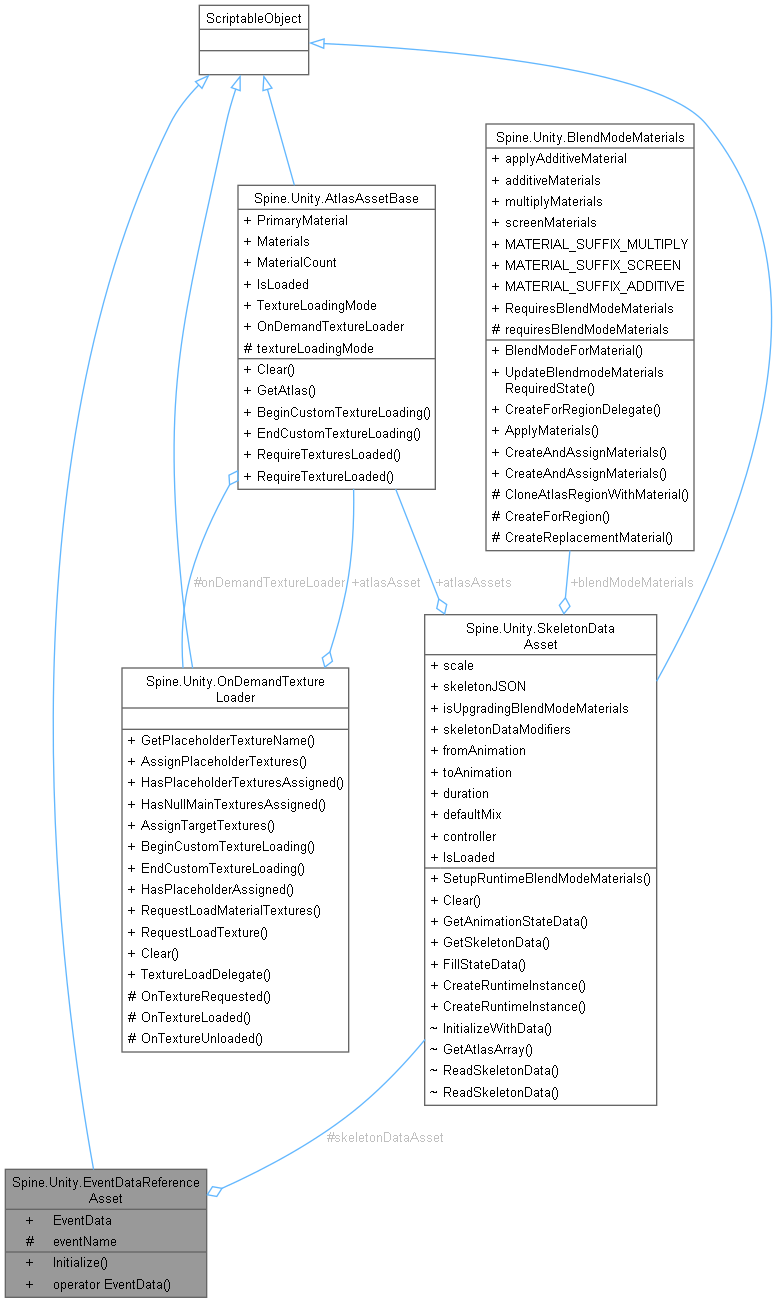 ScriptableObject
Spine.Unity.BlendModeMaterials
+ applyAdditiveMaterial
+ additiveMaterials
+ multiplyMaterials
+ screenMaterials
+ MATERIAL_SUFFIX_MULTIPLY
+ MATERIAL_SUFFIX_SCREEN
+ MATERIAL_SUFFIX_ADDITIVE
+ RequiresBlendModeMaterials
# requiresBlendModeMaterials
+ BlendModeForMaterial()
+ UpdateBlendmodeMaterials
RequiredState()
+ CreateForRegionDelegate()
+ ApplyMaterials()
+ CreateAndAssignMaterials()
+ CreateAndAssignMaterials()
# CloneAtlasRegionWithMaterial()
# CreateForRegion()
# CreateReplacementMaterial()
Spine.Unity.AtlasAssetBase
+ PrimaryMaterial
+ Materials
+ MaterialCount
+ IsLoaded
+ TextureLoadingMode
+ OnDemandTextureLoader
# textureLoadingMode
+ Clear()
+ GetAtlas()
+ BeginCustomTextureLoading()
+ EndCustomTextureLoading()
+ RequireTexturesLoaded()
+ RequireTextureLoaded()
#onDemandTextureLoader
+atlasAsset
+atlasAssets
+blendModeMaterials
Spine.Unity.SkeletonData
Asset
+ scale
+ skeletonJSON
+ isUpgradingBlendModeMaterials
+ skeletonDataModifiers
+ fromAnimation
+ toAnimation
+ duration
+ defaultMix
+ controller
+ IsLoaded
+ SetupRuntimeBlendModeMaterials()
+ Clear()
+ GetAnimationStateData()
+ GetSkeletonData()
+ FillStateData()
+ CreateRuntimeInstance()
+ CreateRuntimeInstance()
~ InitializeWithData()
~ GetAtlasArray()
~ ReadSkeletonData()
~ ReadSkeletonData()
Spine.Unity.OnDemandTexture
Loader
+ GetPlaceholderTextureName()
+ AssignPlaceholderTextures()
+ HasPlaceholderTexturesAssigned()
+ HasNullMainTexturesAssigned()
+ AssignTargetTextures()
+ BeginCustomTextureLoading()
+ EndCustomTextureLoading()
+ HasPlaceholderAssigned()
+ RequestLoadMaterialTextures()
+ RequestLoadTexture()
+ Clear()
+ TextureLoadDelegate()
# OnTextureRequested()
# OnTextureLoaded()
# OnTextureUnloaded()
#skeletonDataAsset
Spine.Unity.EventDataReference
Asset
+ EventData
# eventName
+ Initialize()
+ operator EventData()